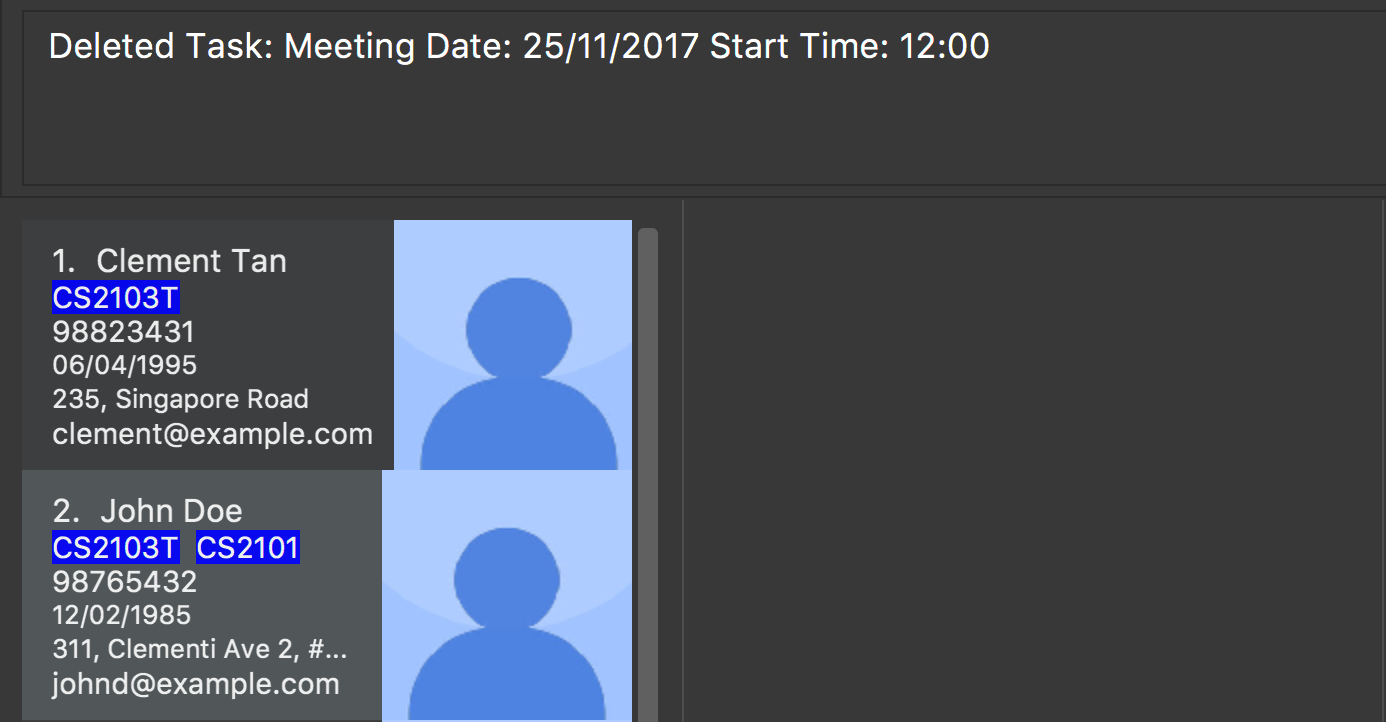 Deleted Task: Meeting Date: 25/11/2017 Start Time: 12:00
1. Clement Tan
CS2103T
98823431
06/04/1995
235, Singapore Road
clement@example.com
2. John Doe
CS2103T CS2101
98765432
12/02/1985
311, Clementi Ave 2, #...
johnd@example.com